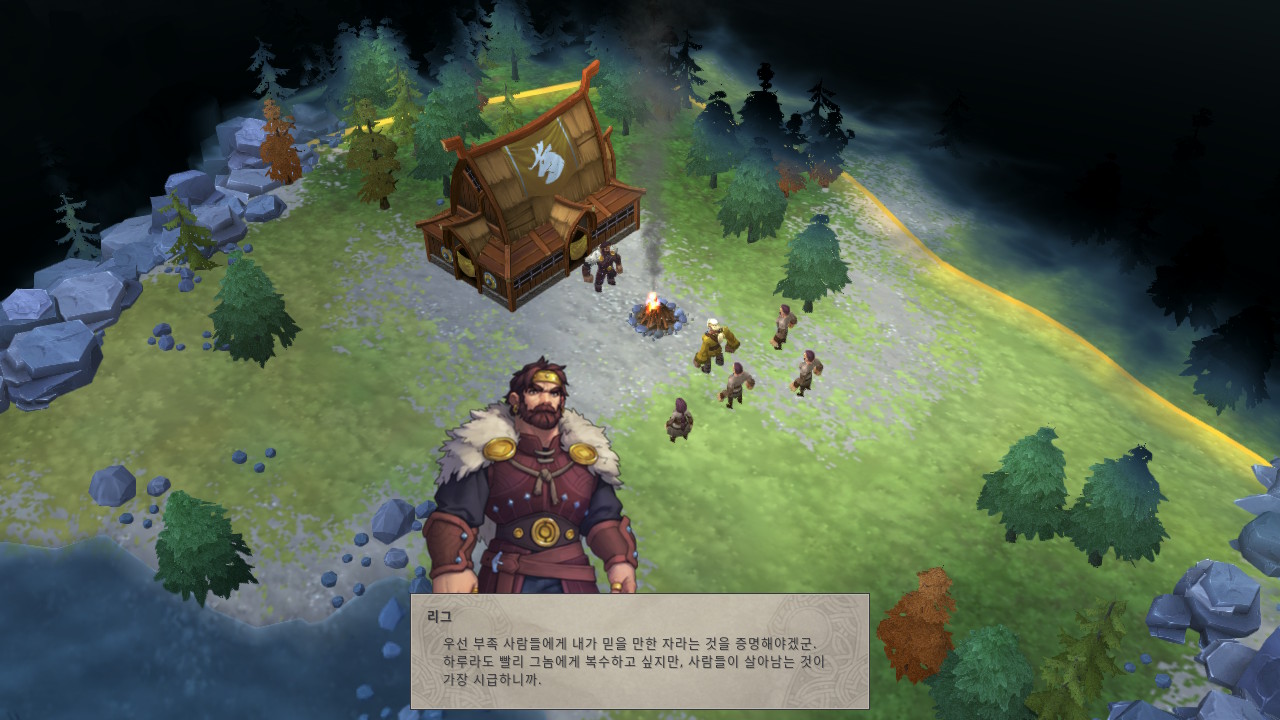 리그
우선 부족 사람들에게 내가 믿을 만한 자라는 것을 증명해야겠군.
하루라도 빨리 그놈에게 복수하고 싶지만, 사람들이 살아남는 것이
가장 시급하니까.